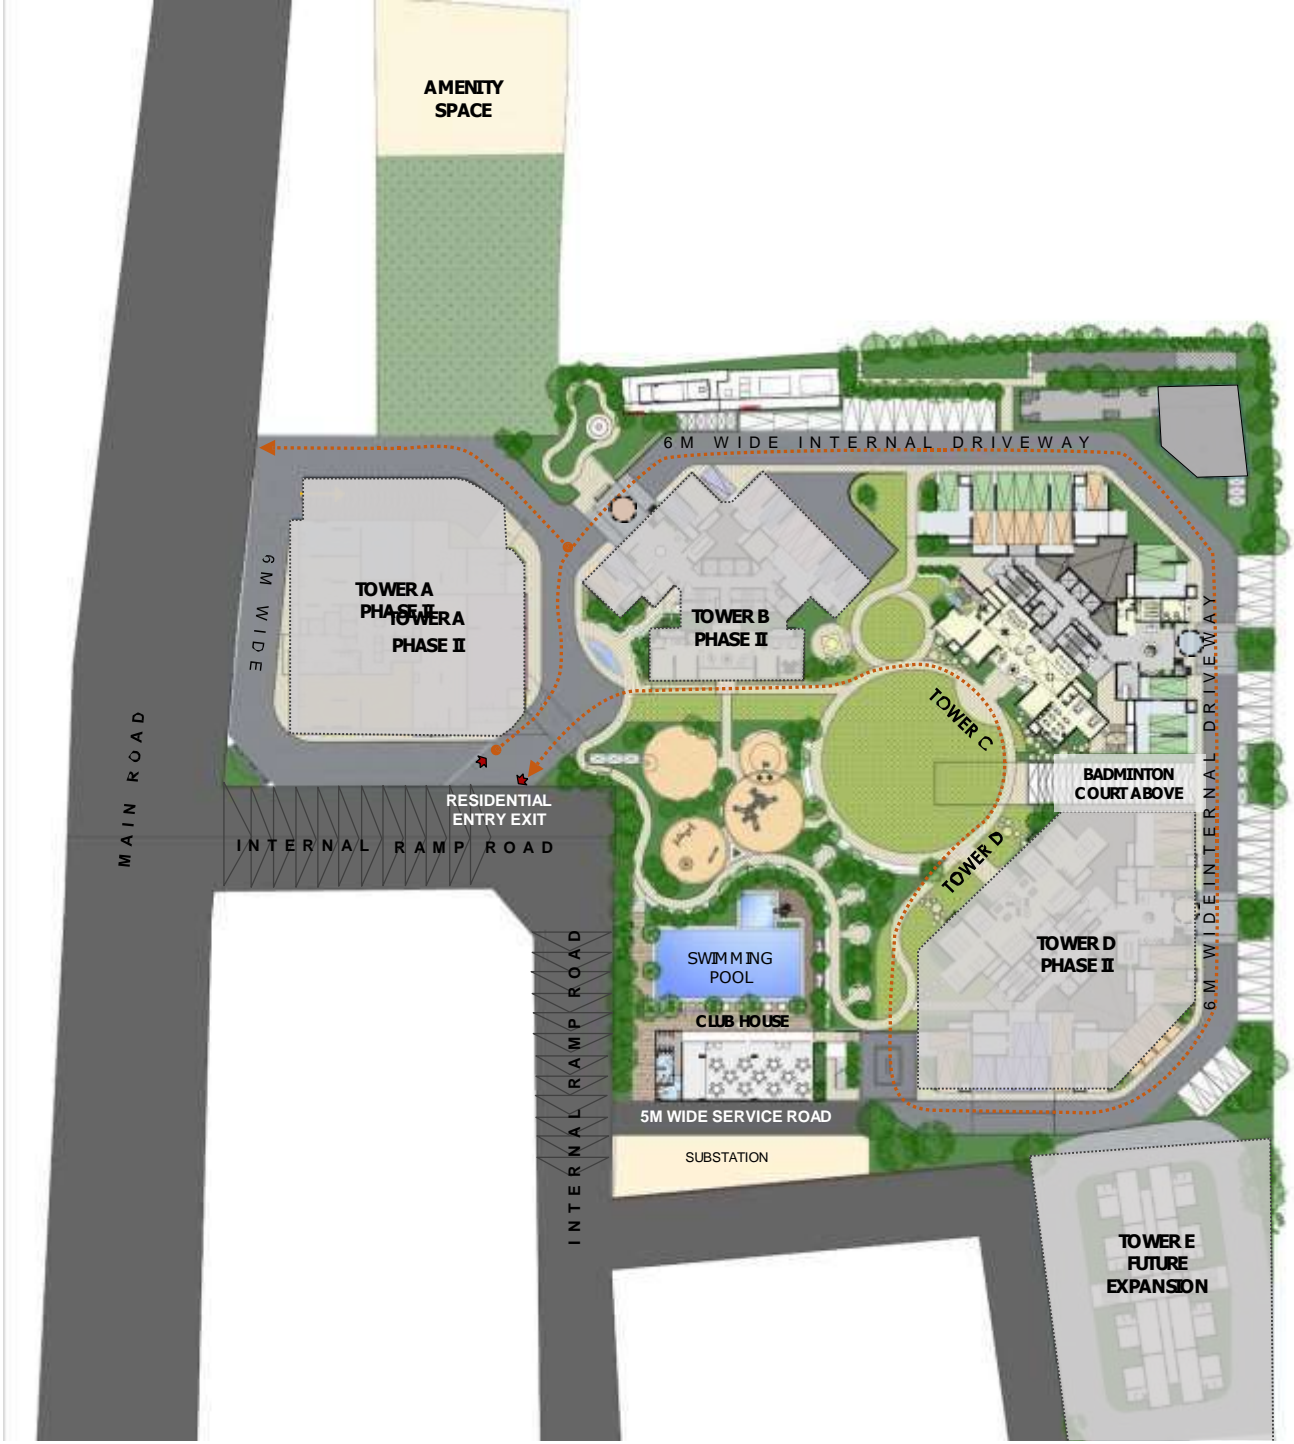 AMENITY
SPACE
6M WIDE INTERNAL DRIVEWAY
6M WIDE
TOWER A
PHASE II
TOWER A
PHASE II
TOWER B
PHASE II
TOWER C
6M WIDE INTERNAL DRIVEWAY
MAIN ROAD
BADMINTON
COURT ABOVE
RESIDENTIAL
ENTRY EXIT
INTERNAL RAMP ROAD
TOWER D
TOWER D
PHASE II
SWIMMING
POOL
CLUB HOUSE
INTERNAL RAMP ROAD
5M WIDE SERVICE ROAD
SUBSTATION
TOWER E
FUTURE
EXPANSION